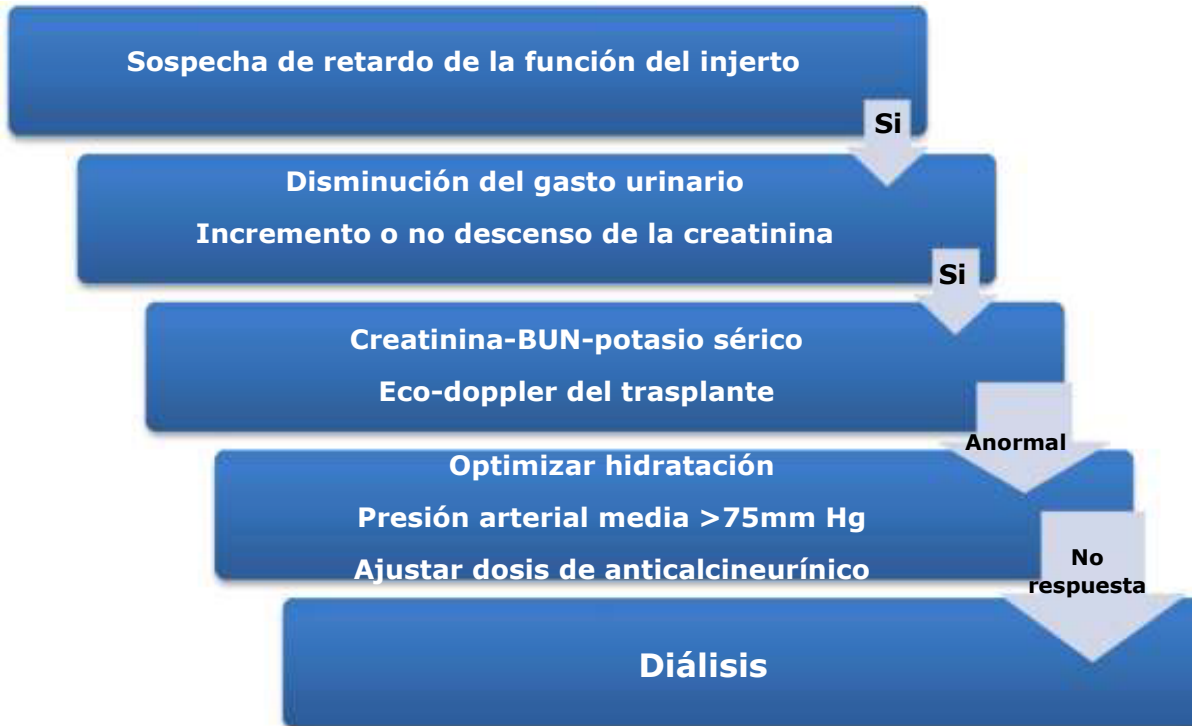 Sospecha de retardo de la función del injerto
Si
Disminución del gasto urinario
Incremento o no descenso de la creatinina
Si
Creatinina-BUN-potasio sérico
Eco-doppler del trasplante
Anormal
Optimizar hidratación
Presión arterial media >75mm Hg
Ajustar dosis de anticalcineurínico
No
respuesta
Diálisis